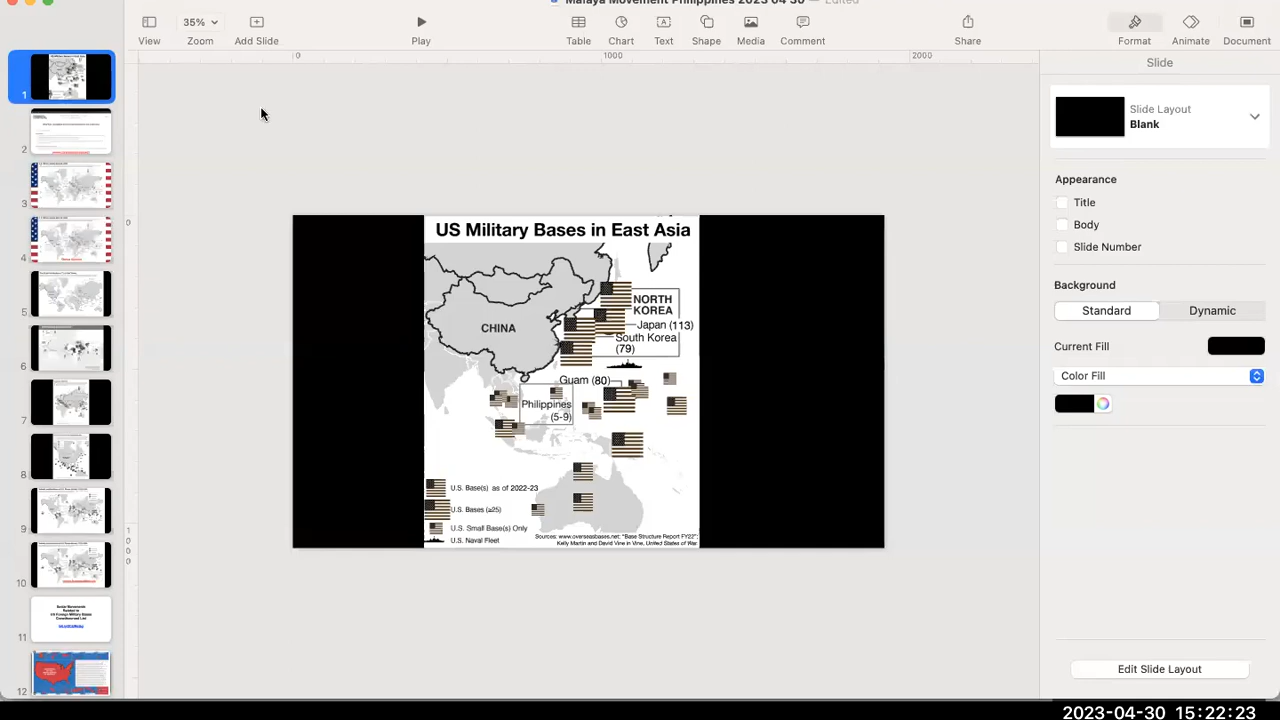 Malaya Movement Philippines 2023 04 30 — Edited
35%
View Zoom Add Slide Play Table Chart Text Shape Media Comment Share Format Animate Document
0 1000 2000
Slide
Slide Layout
Blank
Appearance
Title
Body
Slide Number
Background
Standard Dynamic
Current Fill
Color Fill
Edit Slide Layout
US Military Bases in East Asia
CHINA
NORTH
KOREA
Japan (113)
South Korea
(79)
Guam (80)
Philippines
(5-9)
U.S. Base(s) as of 2022-23
U.S. Bases (≥25)
U.S. Small Base(s) Only
U.S. Naval Fleet
Sources: www.overseasbases.net; "Base Structure Report FY22";
Kelly Martin and David Vine in Vine, United States of War.
1
2
3
4
5
6
7
8
9
10
11
12
2023-04-30 15:22:23